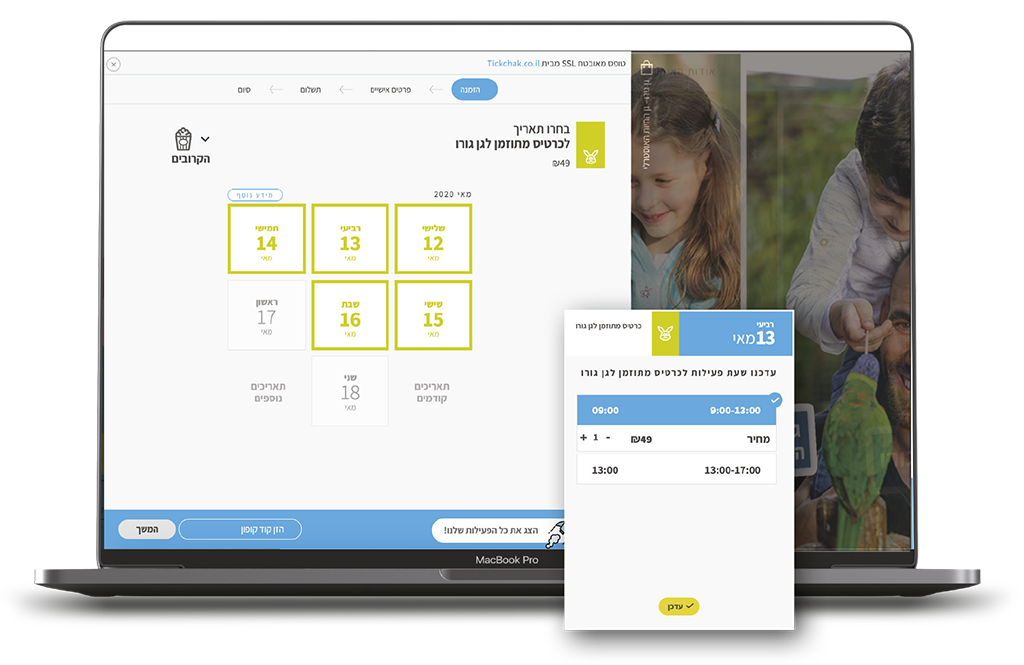 טופס מאובטח SSL מבית Tickchak.co.il
הזמנה
פרטים אישיים
תשלום
סיום
בחרו תאריך
לכרטיס מתוזמן לגן גורו
₪49
הקרובים
מאי 2020
מידע נוסף
שלישי
12
מאי
רביעי
13
מאי
חמישי
14
מאי
שישי
15
מאי
שבת
16
מאי
ראשון
17
מאי
תאריכים
קודמים
שני
18
מאי
תאריכים
נוספים
הצג את כל הפעילות שלנו!
הזן קוד קופון
המשך
MacBook Pro
רביעי
13 מאי
כרטיס מתוזמן לגן גורו
עדכנו שעת פעילות לכרטיס מתוזמן לגן גורו
9:00-13:00 09:00
מחיר ₪49 - 1 +
13:00-17:00 13:00
עדכן